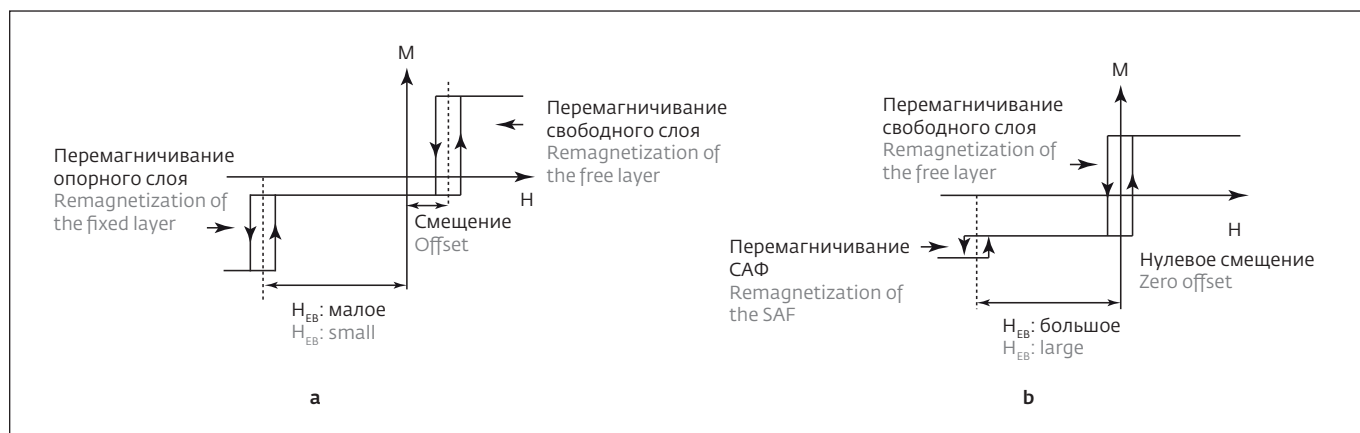 M
Перемагничивание
свободного слоя
Remagnetization of
the free layer
Перемагничивание
опорного слоя
Remagnetization of
the fixed layer
H
Смещение
Offset
H_EB: малое
H_EB: small
a
M
Перемагничивание
свободного слоя
Remagnetization of
the free layer
H
Перемагничивание
САФ
Remagnetization of
the SAF
Нулевое смещение
Zero offset
H_EB: большое
H_EB: large
b